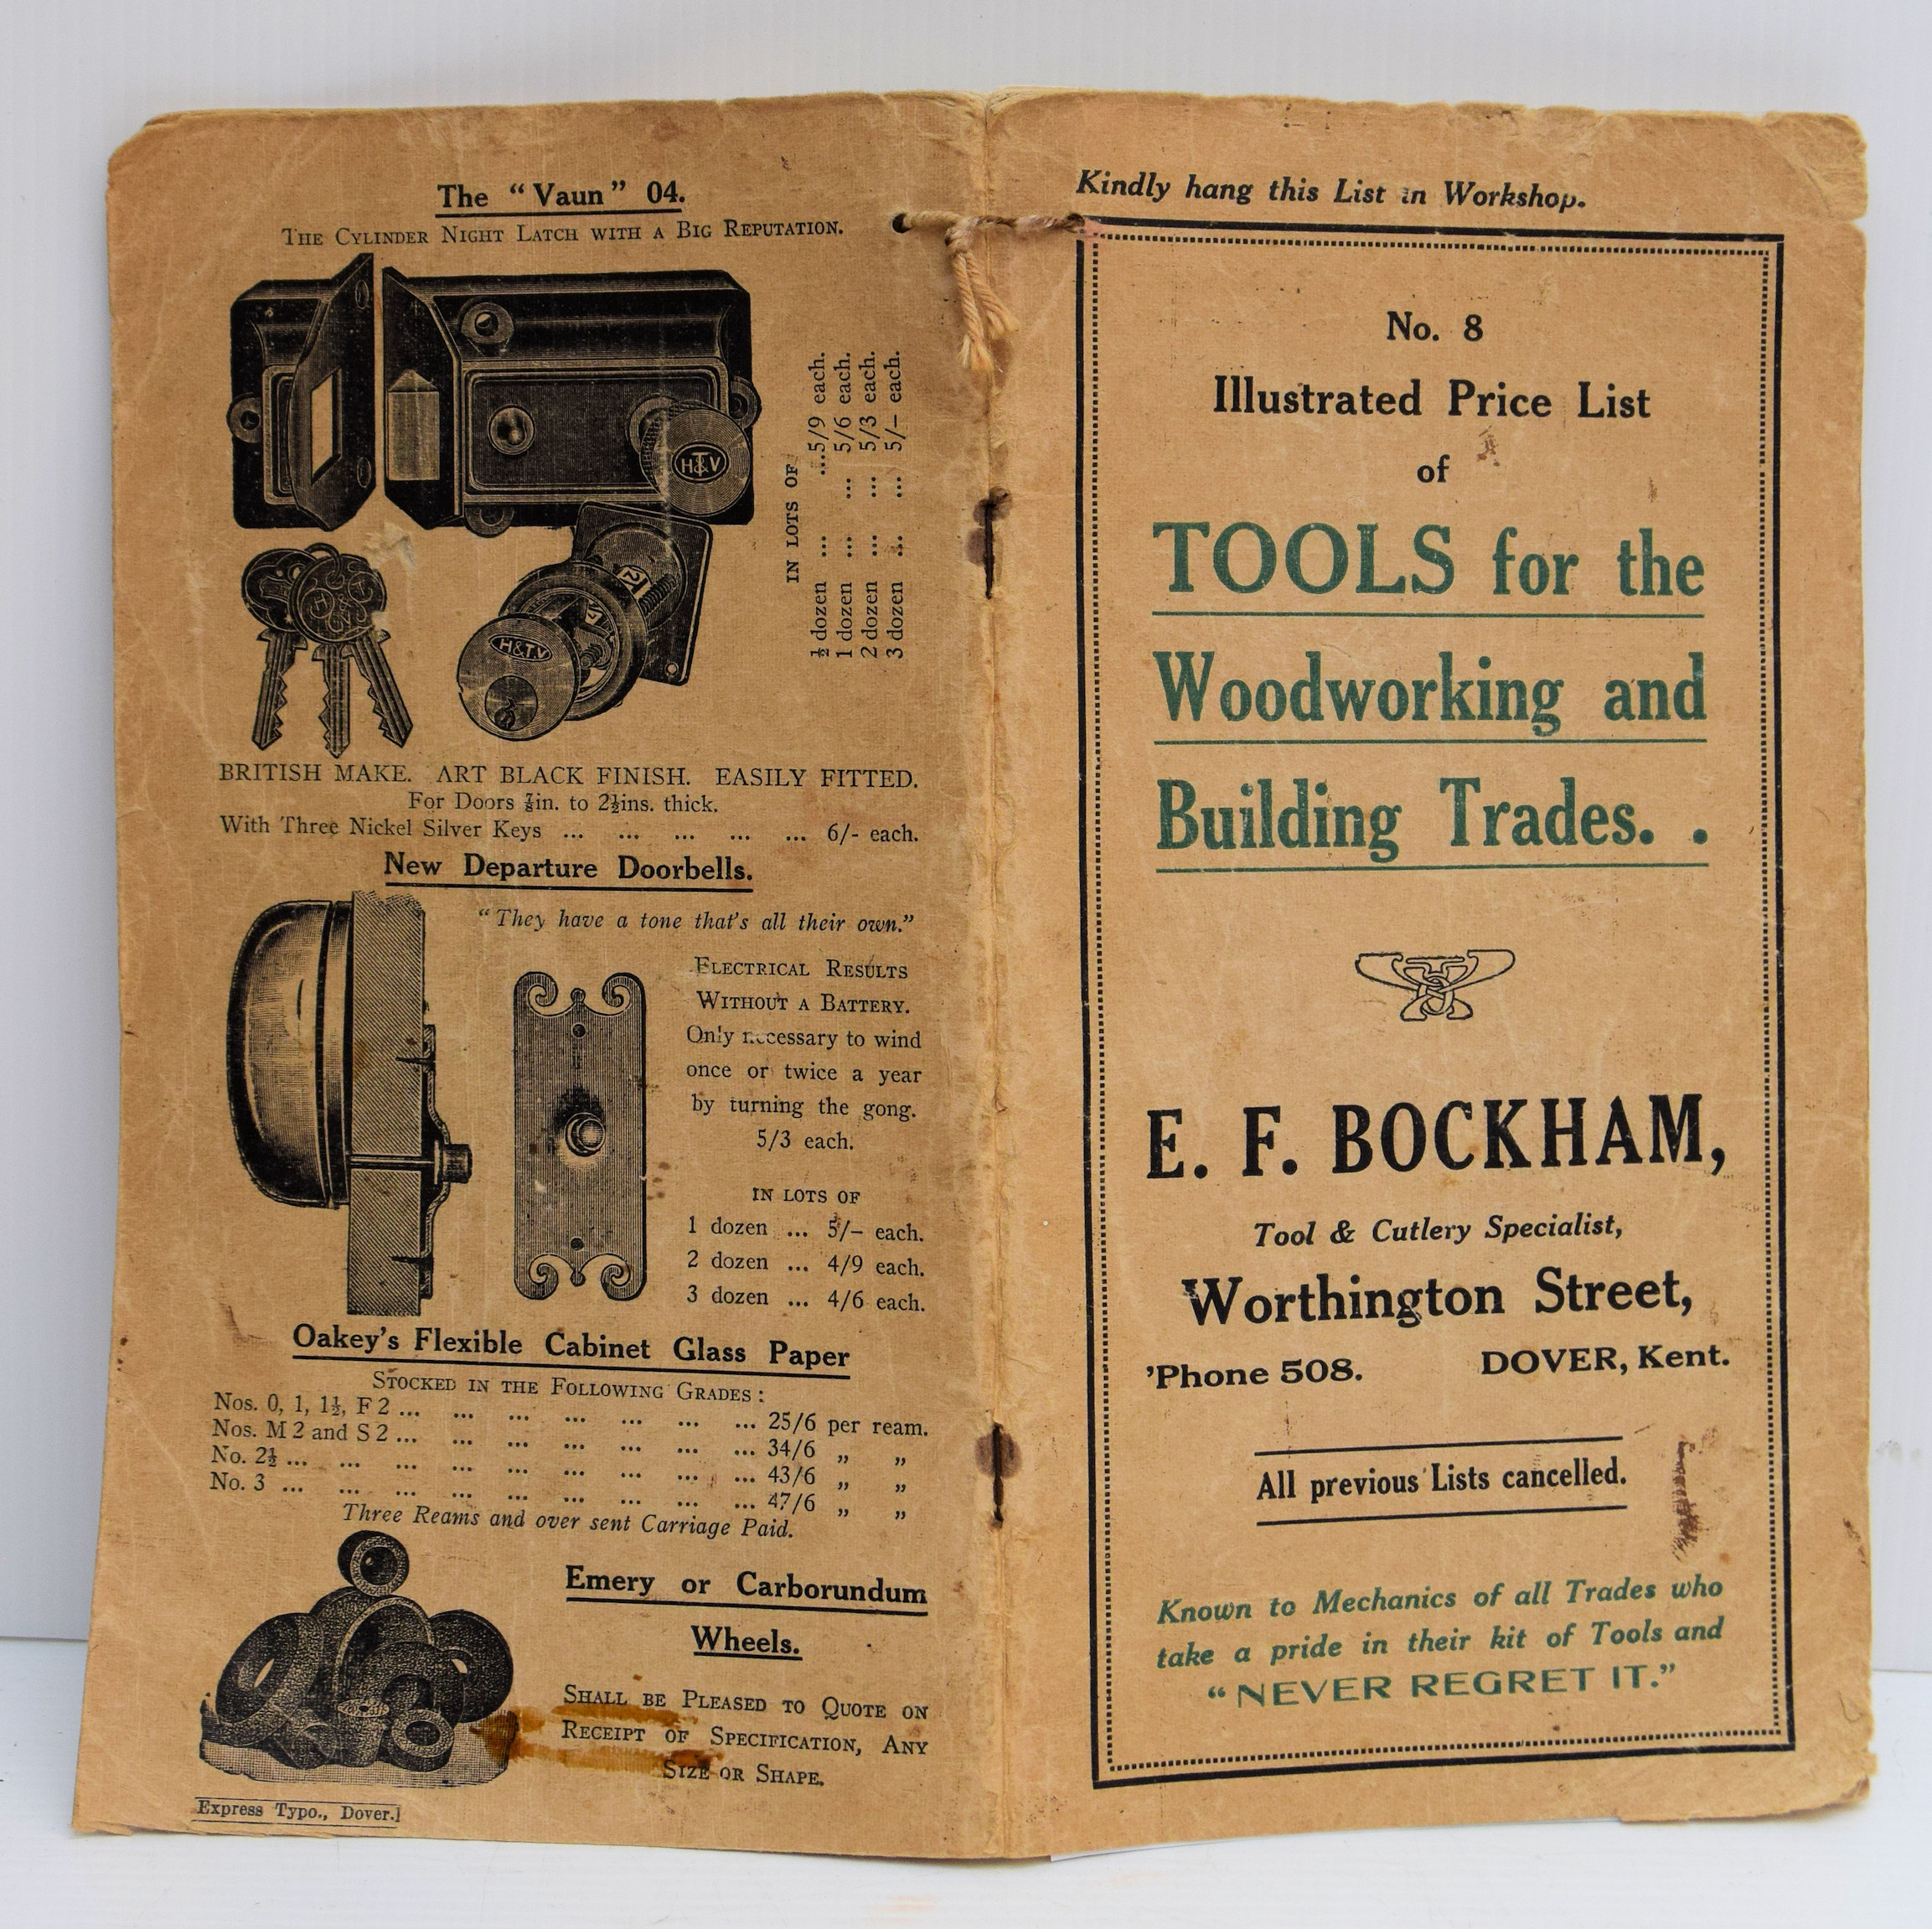 The “Vaun” 04.
THE CYLINDER NIGHT LATCH WITH A BIG REPUTATION.
H&TV
H&T.V
IN LOTS OF
½ dozen ... ...5/9 each.
1 dozen ... ... 5/6 each.
2 dozen ... ... 5/3 each.
3 dozen ... ... 5/– each.
BRITISH MAKE. ART BLACK FINISH. EASILY FITTED.
For Doors ⅞in. to 2½ins. thick.
With Three Nickel Silver Keys ... ... ... ... ... 6/- each.
New Departure Doorbells.
“They have a tone that’s all their own.”
ELECTRICAL RESULTS
WITHOUT A BATTERY.
Only necessary to wind
once or twice a year
by turning the gong.
5/3 each.
IN LOTS OF
1 dozen ... 5/– each.
2 dozen ... 4/9 each.
3 dozen ... 4/6 each.
Oakey’s Flexible Cabinet Glass Paper
STOCKED IN THE FOLLOWING GRADES :
Nos. 0, 1, 1½, F 2 ... ... ... ... ... ... ... 25/6 per ream.
Nos. M 2 and S 2 ... ... ... ... ... ... ... 34/6 „ „
No. 2½ ... ... ... ... ... ... ... ... ... 43/6 „ „
No. 3 ... ... ... ... ... ... ... ... ... 47/6 „ „
Three Reams and over sent Carriage Paid.
Emery or Carborundum
Wheels.
SHALL BE PLEASED TO QUOTE ON
RECEIPT OF SPECIFICATION, ANY
SIZE OR SHAPE.
Express Typo., Dover.]
Kindly hang this List in Workshop.
No. 8
Illustrated Price List
of
TOOLS for the
Woodworking and
Building Trades. .
E. F. BOCKHAM,
Tool & Cutlery Specialist,
Worthington Street,
’Phone 508. DOVER, Kent.
All previous Lists cancelled.
Known to Mechanics of all Trades who
take a pride in their kit of Tools and
“NEVER REGRET IT.”